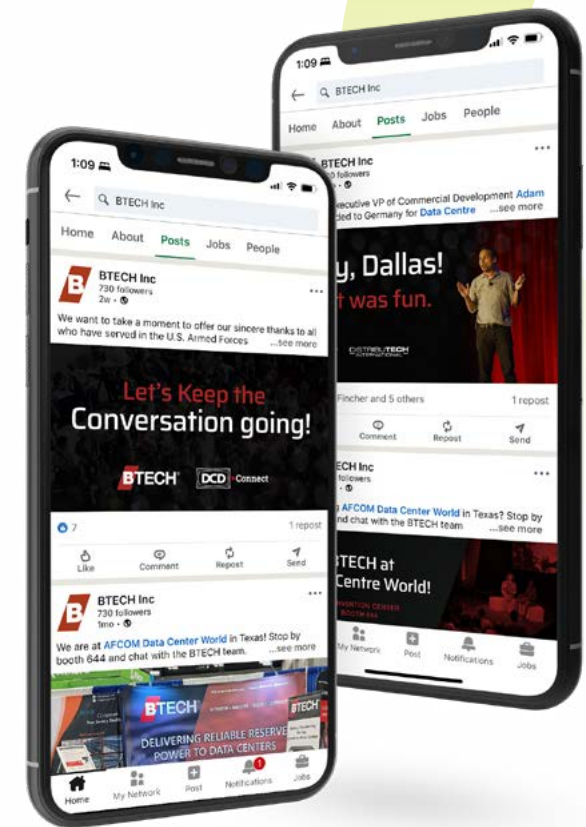 1:09
BTECH Inc
Home About Posts Jobs People
BTECH Inc
730 followers
2w •
We want to take a moment to offer our sincere thanks to all
who have served in the U.S. Armed Forces ...see more
Let's Keep the
Conversation going!
BTECH DCD Connect
7 1 repost
Like Comment Repost Send
BTECH Inc
730 followers
1mo •
We are at AFCOM Data Center World in Texas! Stop by
booth 644 and chat with the BTECH team. ...see more
BTECH
BTECH
DELIVERING RELIABLE RESERVE
POWER TO DATA CENTERS
1
Home My Network Post Notifications Jobs
1:09
BTECH Inc
Home About Posts Jobs People
BTECH Inc
followers
Executive VP of Commercial Development Adam
ded to Germany for Data Centre ...see more
y, Dallas!
t was fun.
DISTRIBUTECH
INTERNATIONAL
Fincher and 5 others 1 repost
Comment Repost Send
ECH Inc
followers
AFCOM Data Center World in Texas? Stop by
nd chat with the BTECH team ...see more
BTECH at
Centre World!
My Network Post Notifications Jobs